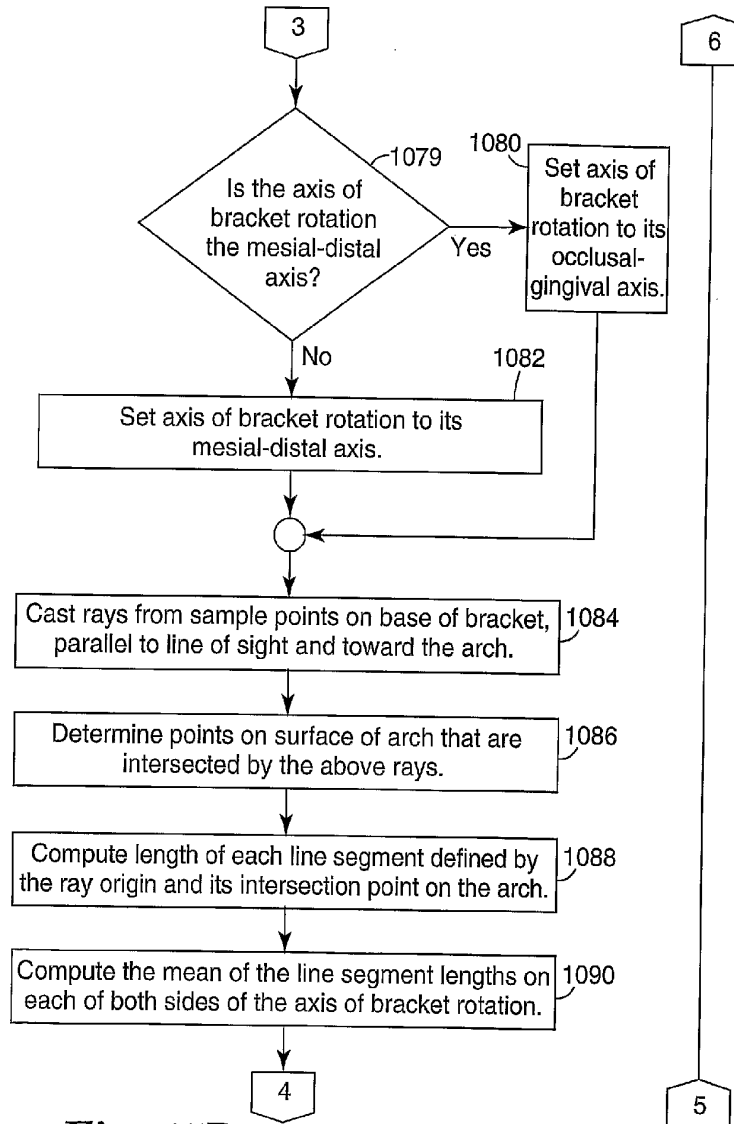 3
6
1079
Is the axis of
bracket rotation
the mesial-distal
axis?
Yes
No
1080
Set axis of
bracket
rotation to its
occlusal-
gingival axis.
1082
Set axis of bracket rotation to its
mesial-distal axis.
Cast rays from sample points on base of bracket,
parallel to line of sight and toward the arch.
1084
Determine points on surface of arch that are
intersected by the above rays.
1086
Compute length of each line segment defined by
the ray origin and its intersection point on the arch.
1088
Compute the mean of the line segment lengths on
each of both sides of the axis of bracket rotation.
1090
4
5